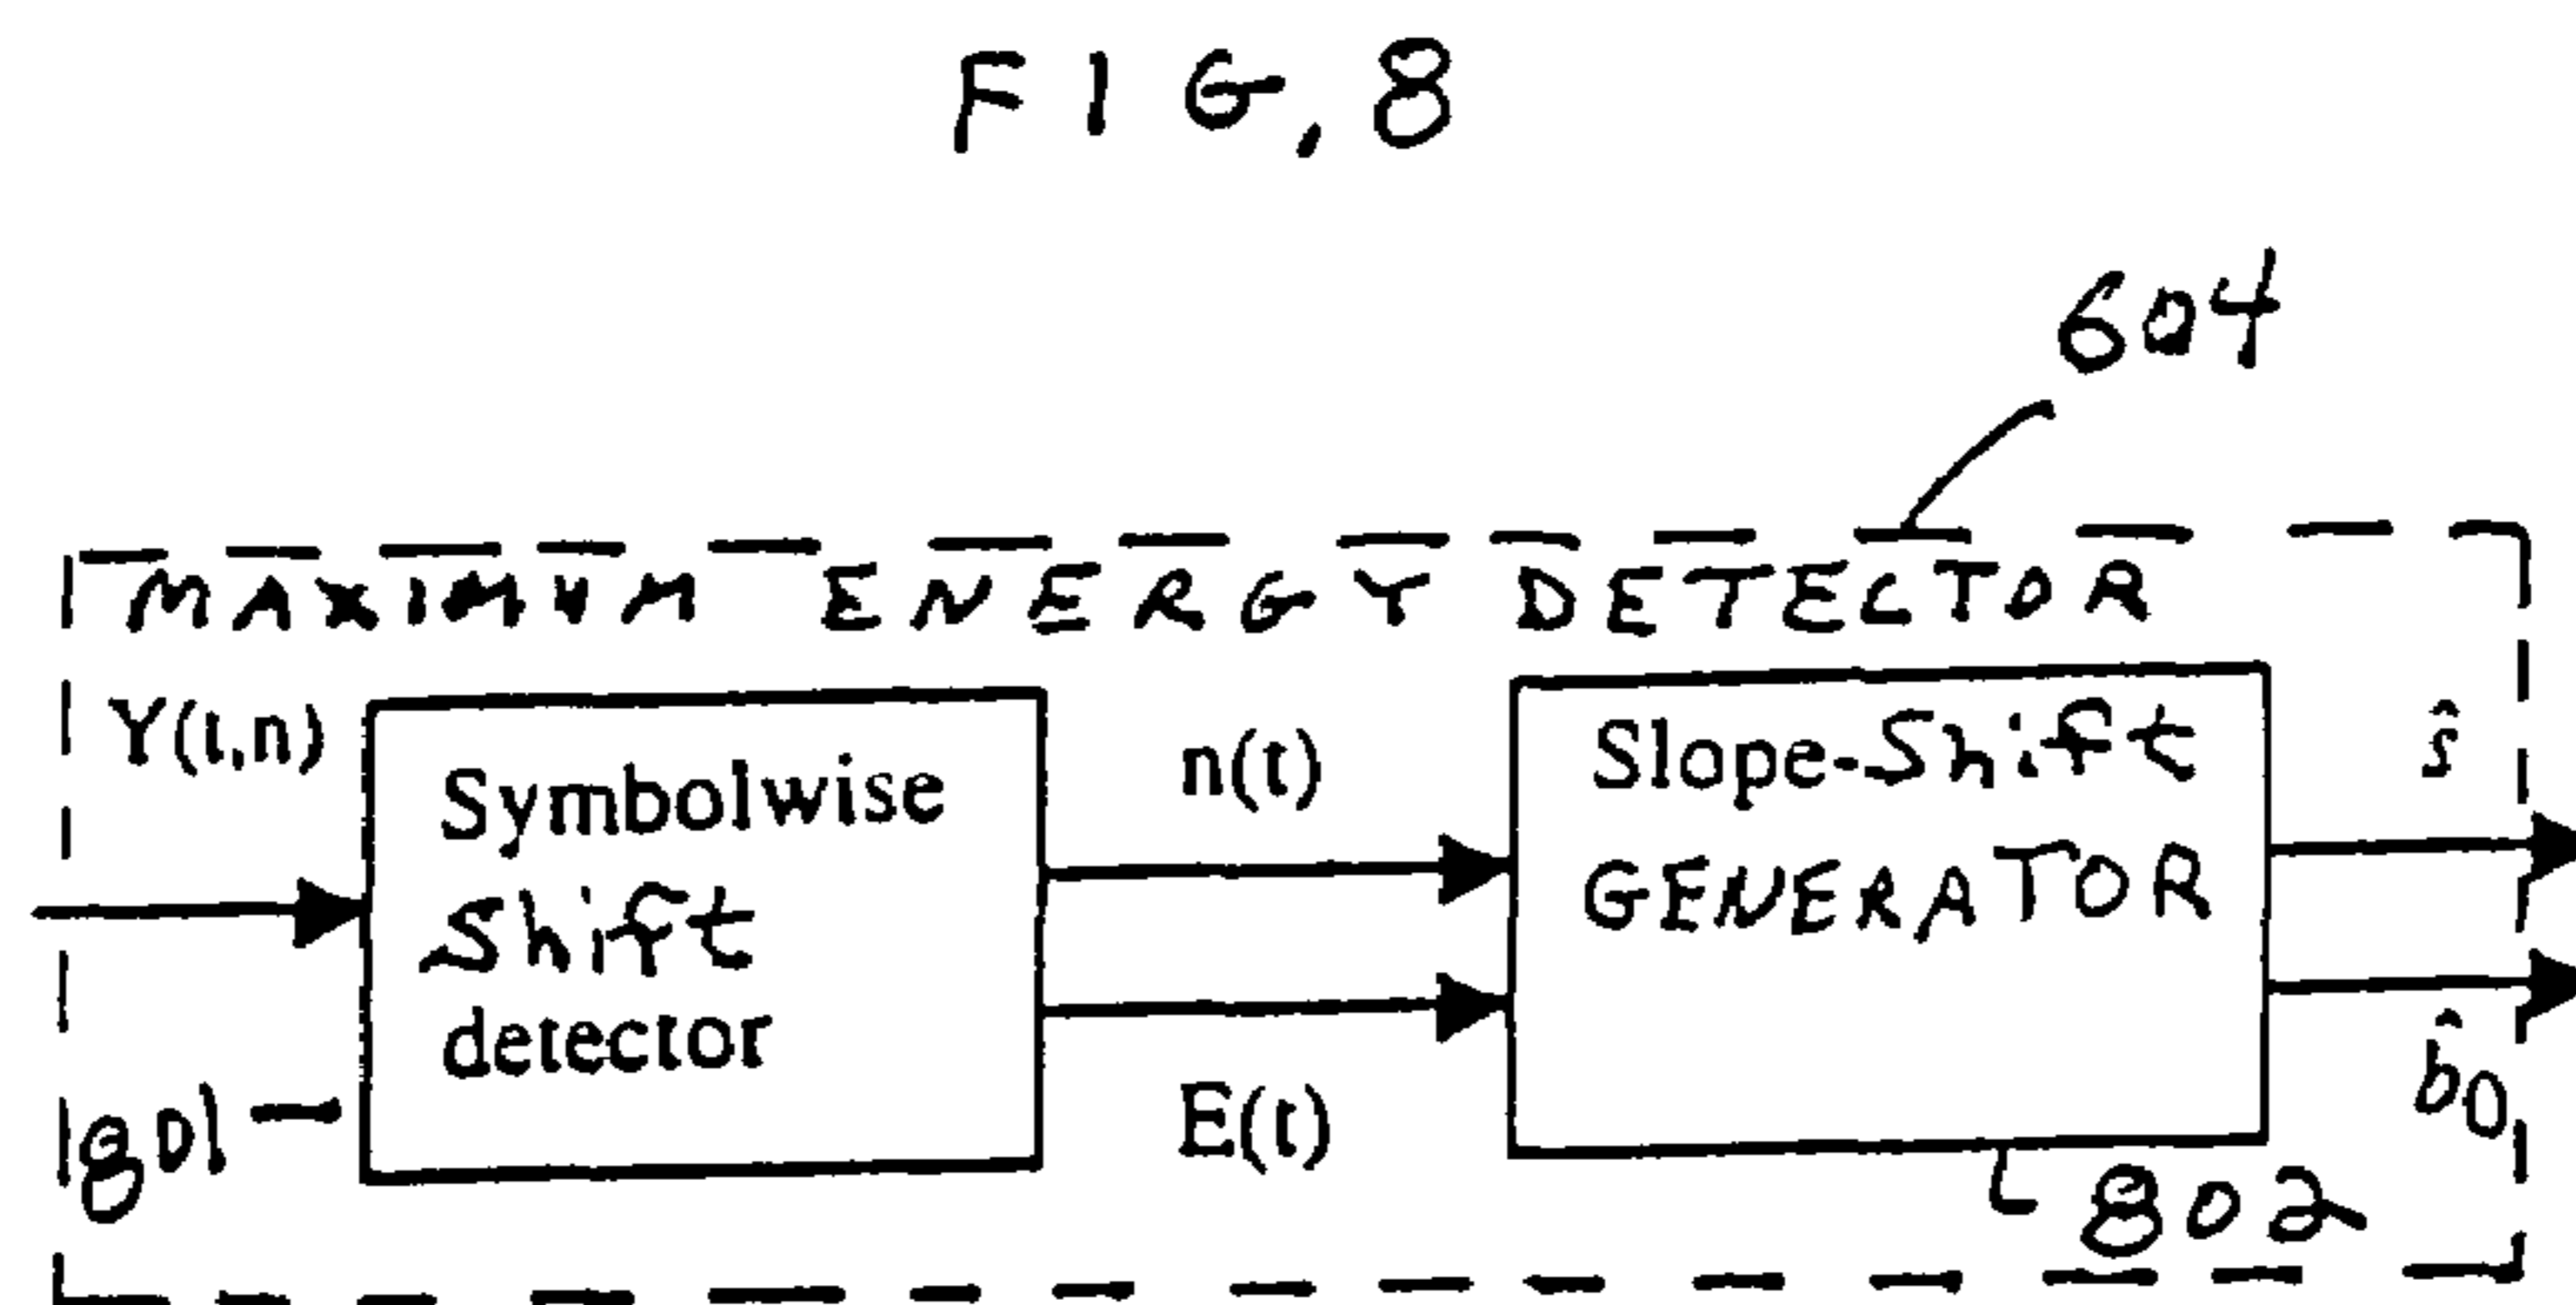 FIG. 8
604
MAXIMUM ENERGY DETECTOR
Y(t,n)
Symbolwise
Shift
detector
801
n(t)
E(t)
Slope-Shift
GENERATOR
802
ŝ
b̂0